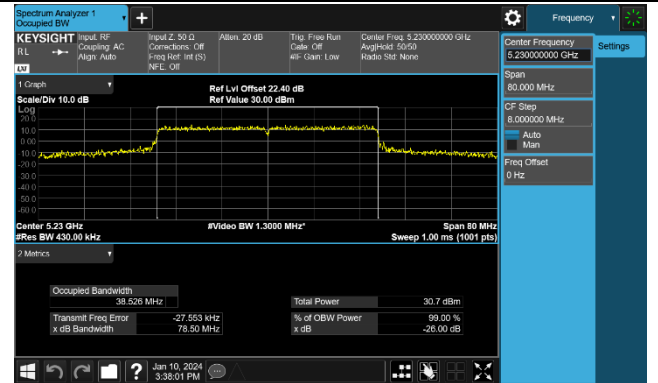 Spectrum Analyzer 1
Occupied BW
Frequency
KEYSIGHT
RL
LXI
Input: RF
Coupling: AC
Align: Auto
Input Z: 50 Ω
Corrections: Off
Freq Ref: Int (S)
NFE: Off
Atten: 20 dB
Trig: Free Run
Gate: Off
#IF Gain: Low
Center Freq: 5.230000000 GHz
Avg|Hold: 50/50
Radio Std: None
Center Frequency
5.230000000 GHz
Settings
Span
80.000 MHz
CF Step
8.000000 MHz
Auto
Man
Freq Offset
0 Hz
1 Graph
Scale/Div 10.0 dB
Ref Lvl Offset 22.40 dB
Ref Value 30.00 dBm
Log
20.0
10.0
0.00
-10.0
-20.0
-30.0
-40.0
-50.0
-60.0
Center 5.23 GHz
#Res BW 430.00 kHz
#Video BW 1.3000 MHz*
Span 80 MHz
Sweep 1.00 ms (1001 pts)
2 Metrics
Occupied Bandwidth
38.526 MHz
Total Power 30.7 dBm
Transmit Freq Error -27.553 kHz
x dB Bandwidth 78.50 MHz
% of OBW Power 99.00 %
x dB -26.00 dB
?
Jan 10, 2024
3:38:01 PM